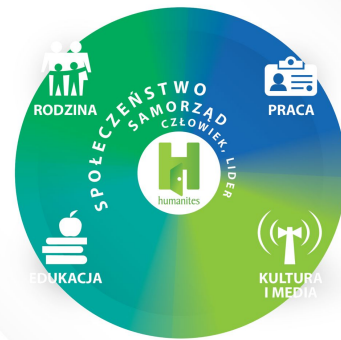 RODZINA
PRACA
SPOŁECZEŃSTWO
SAMORZĄD
CZŁOWIEK, LIDER
humanites
EDUKACJA
KULTURA
I MEDIA